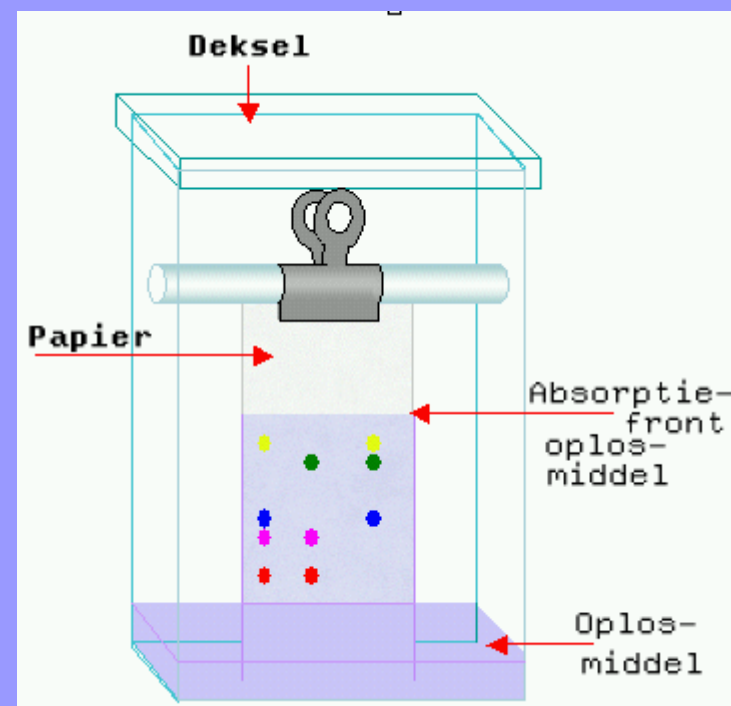 Deksel
Papier
Absorptie-
front
oplos-
middel
Oplos-
middel